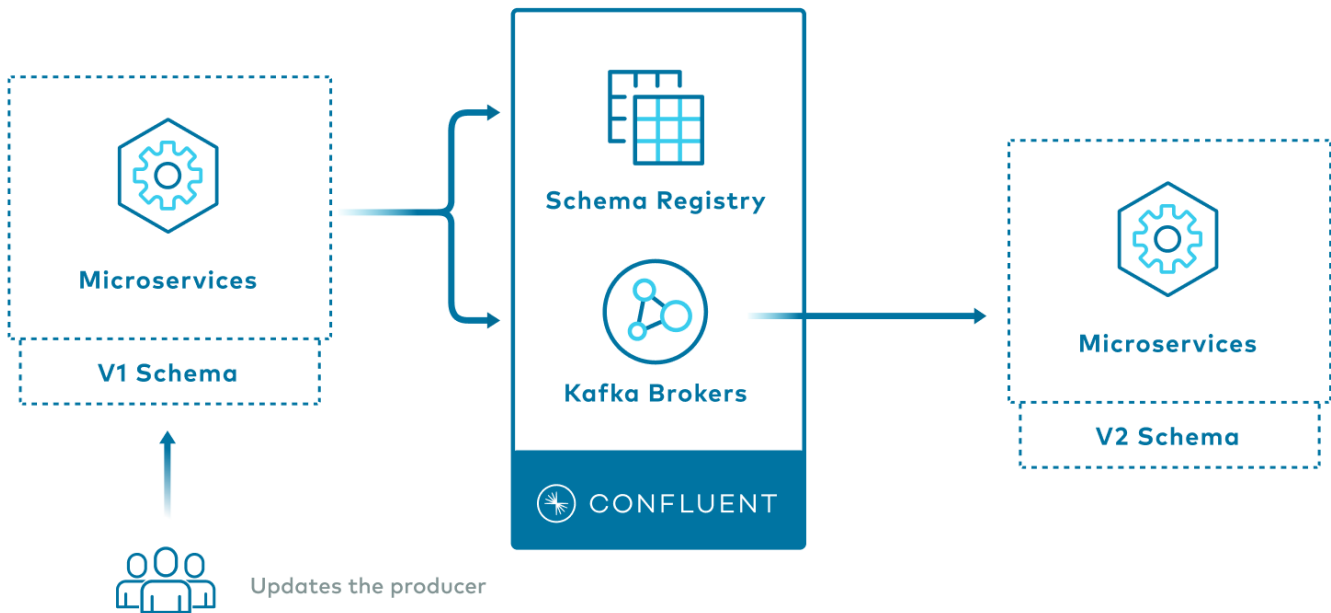 Microservices
V1 Schema
Updates the producer
Schema Registry
Kafka Brokers
CONFLUENT
Microservices
V2 Schema